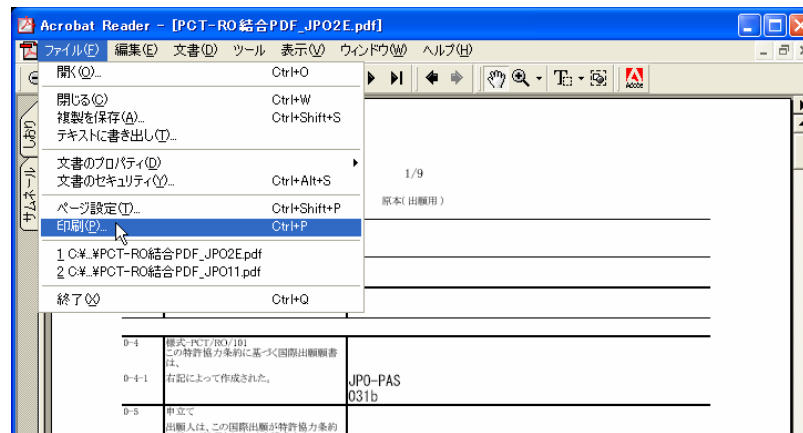 Acrobat Reader - [PCT-RO結合PDF_JPO2E.pdf]
ファイル(F) 編集(E) 文書(D) ツール 表示(V) ウィンドウ(W) ヘルプ(H)
開く(O)... Ctrl+O
閉じる(C) Ctrl+W
複製を保存(A)... Ctrl+Shift+S
テキストに書き出し(T)...
文書のプロパティ(D)
文書のセキュリティ(Y)... Ctrl+Alt+S
ページ設定(T)... Ctrl+Shift+P
印刷(P)... Ctrl+P
1 C:¥...¥PCT-RO結合PDF_JPO2E.pdf
2 C:¥...¥PCT-RO結合PDF_JPO11.pdf
終了(X) Ctrl+Q
Adobe
しおり
サムネール
1/9
原本(出願用)
0-4 様式-PCT/RO/101
この特許協力条約に基づく国際出願願書
は、
0-4-1 右記によって作成された。 JPO-PAS
031b
0-5 申立て
出願人は、この国際出願が特許協力条約